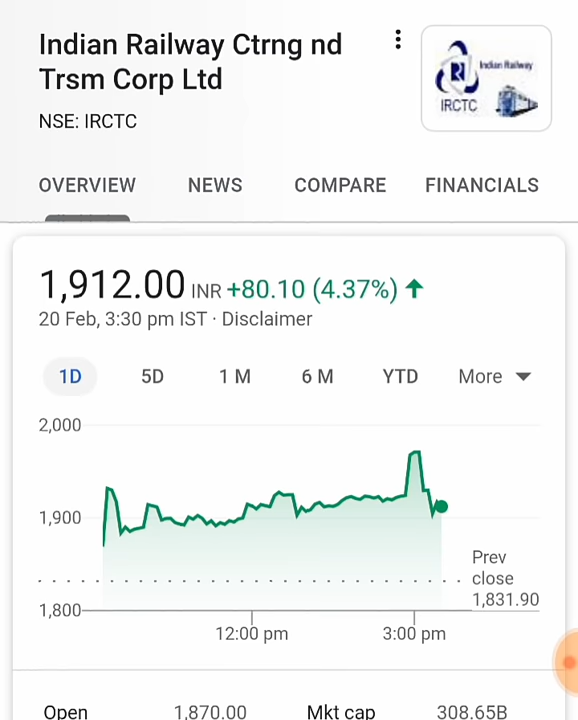 Indian Railway Ctrng nd
Trsm Corp Ltd
NSE: IRCTC
Indian Railway
IRCTC
OVERVIEW NEWS COMPARE FINANCIALS
1,912.00 INR +80.10 (4.37%)
20 Feb, 3:30 pm IST · Disclaimer
1D 5D 1 M 6 M YTD More
2,000
1,900
Prev
close
1,831.90
1,800
12:00 pm 3:00 pm
Open 1,870.00 Mkt cap 308.65B